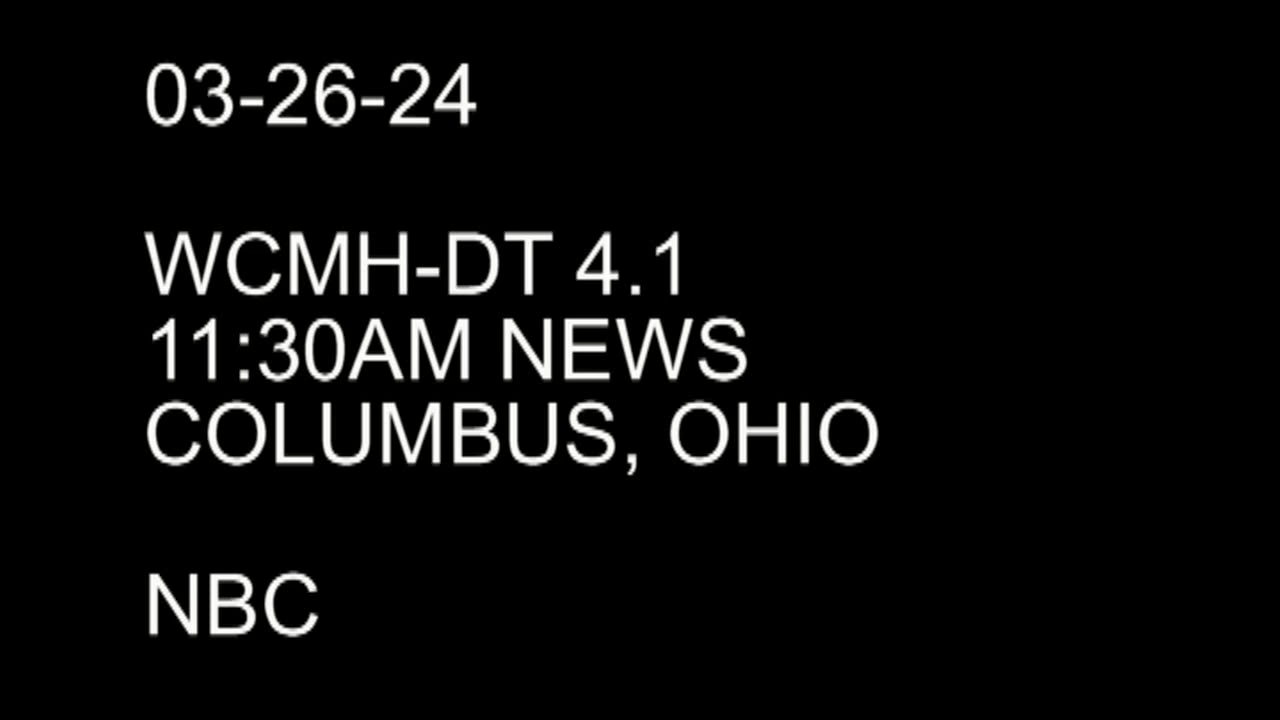 03-26-24
WCMH-DT 4.1
11:30AM NEWS
COLUMBUS, OHIO
NBC